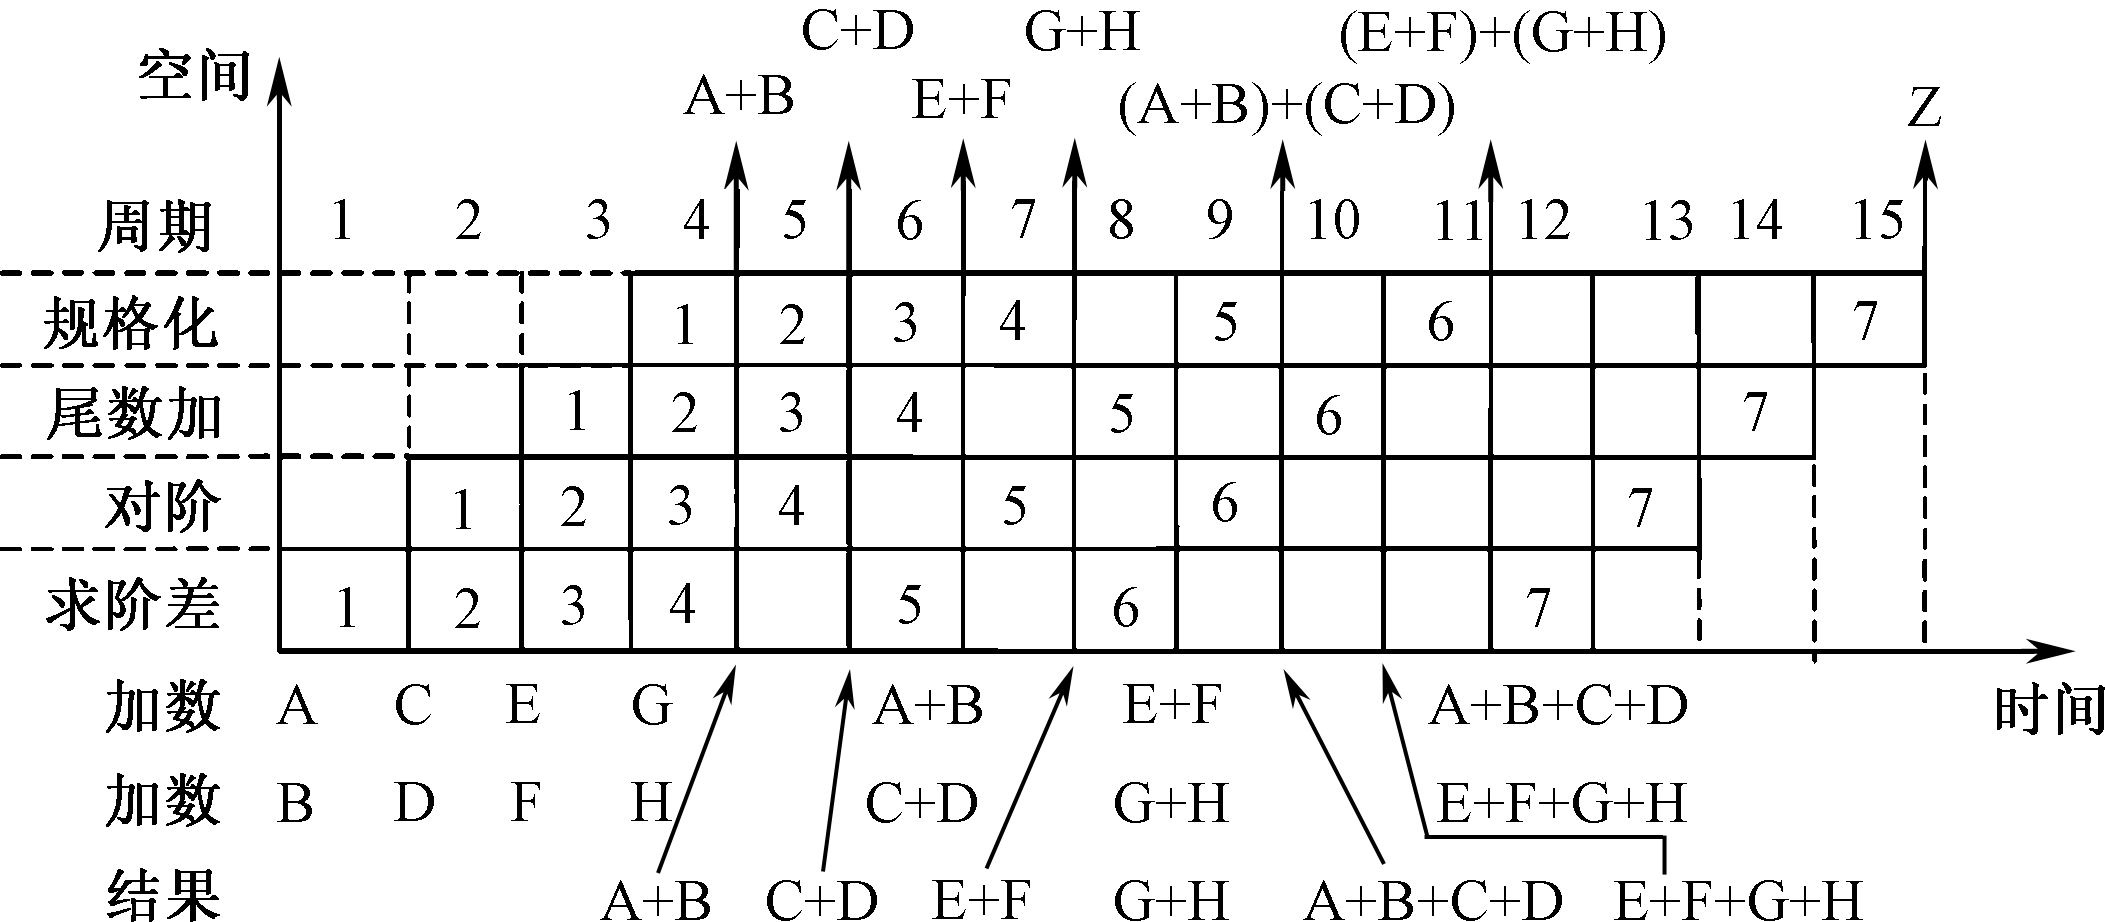 C+D G+H (E+F)+(G+H)
空间 A+B E+F (A+B)+(C+D) Z
周期 1 2 3 4 5 6 7 8 9 10 11 12 13 14 15
规格化 1 2 3 4 5 6 7
尾数加 1 2 3 4 5 6 7
对阶 1 2 3 4 5 6 7
求阶差 1 2 3 4 5 6 7
加数 A C E G A+B E+F A+B+C+D 时间
加数 B D F H C+D G+H E+F+G+H
结果 A+B C+D E+F G+H A+B+C+D E+F+G+H